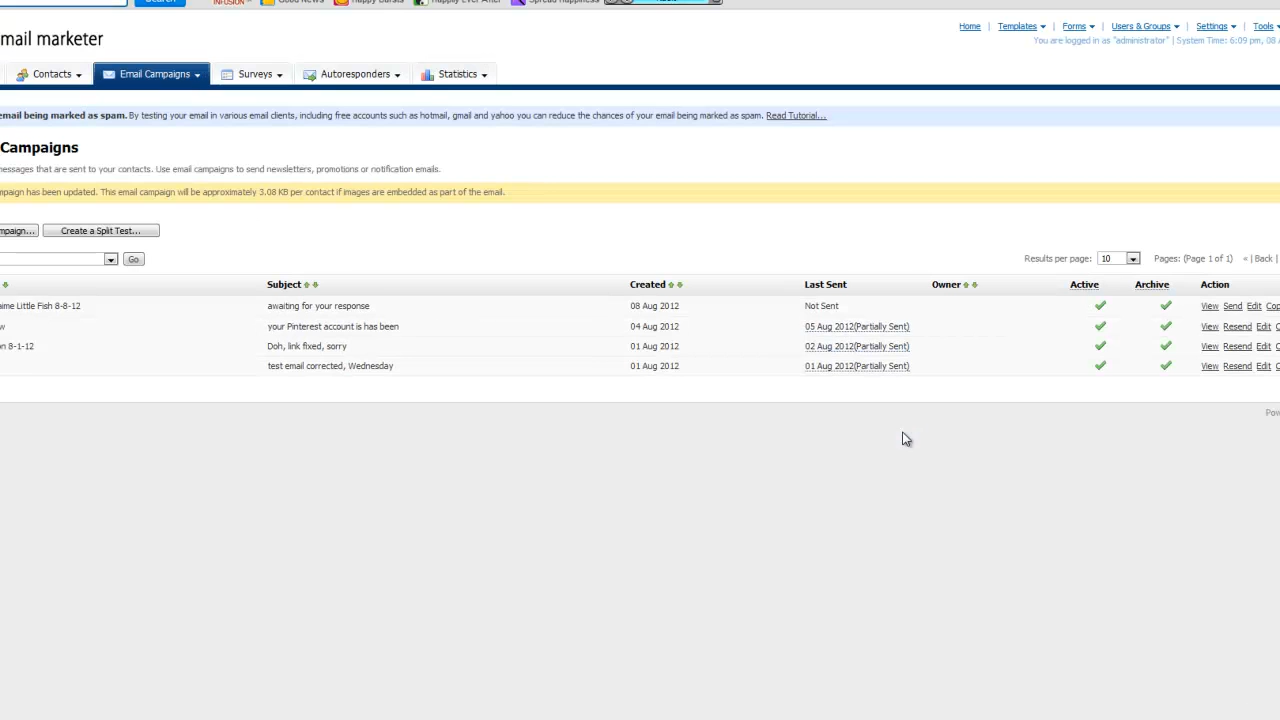 Search INFUSION Good News Happy Bursts Happily Ever After Spread Happiness
Home | Templates | Forms | Users & Groups | Settings | Tools
mail marketer
You are logged in as "administrator" | System Time: 6:09 pm, 08
Contacts Email Campaigns Surveys Autoresponders Statistics
email being marked as spam. By testing your email in various email clients, including free accounts such as hotmail, gmail and yahoo you can reduce the chances of your email being marked as spam. Read Tutorial...
Campaigns
messages that are sent to your contacts. Use email campaigns to send newsletters, promotions or notification emails.
mpaign has been updated. This email campaign will be approximately 3.08 KB per contact if images are embedded as part of the email.
mpaign... Create a Split Test...
Go Results per page: 10 Pages: (Page 1 of 1) « | Back |
Subject Created Last Sent Owner Active Archive Action
aime Little Fish 8-8-12 awaiting for your response 08 Aug 2012 Not Sent View Send Edit Cop
w your Pinterest account is has been 04 Aug 2012 05 Aug 2012(Partially Sent) View Resend Edit C
on 8-1-12 Doh, link fixed, sorry 01 Aug 2012 02 Aug 2012(Partially Sent) View Resend Edit C
test email corrected, Wednesday 01 Aug 2012 01 Aug 2012(Partially Sent) View Resend Edit C
Pow